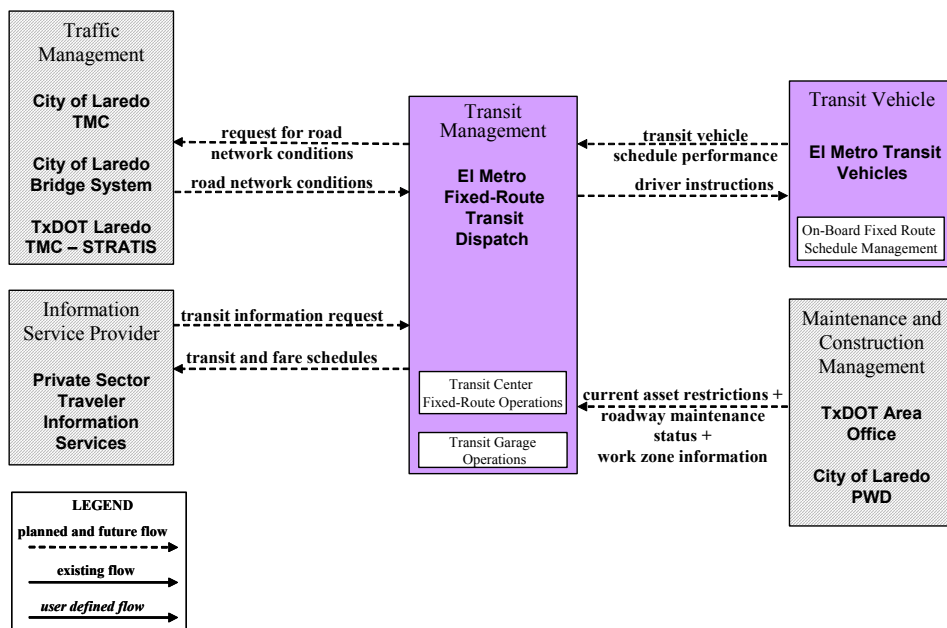 Traffic
Management
City of Laredo
TMC
City of Laredo
Bridge System
TxDOT Laredo
TMC – STRATIS
request for road
network conditions
road network conditions
Transit
Management
El Metro
Fixed-Route
Transit
Dispatch
Transit Center
Fixed-Route Operations
Transit Garage
Operations
transit vehicle
schedule performance
driver instructions
Transit Vehicle
El Metro Transit
Vehicles
On-Board Fixed Route
Schedule Management
Information
Service Provider
Private Sector
Traveler
Information
Services
transit information request
transit and fare schedules
current asset restrictions +
roadway maintenance
status +
work zone information
Maintenance and
Construction
Management
TxDOT Area
Office
City of Laredo
PWD
LEGEND
planned and future flow
existing flow
user defined flow